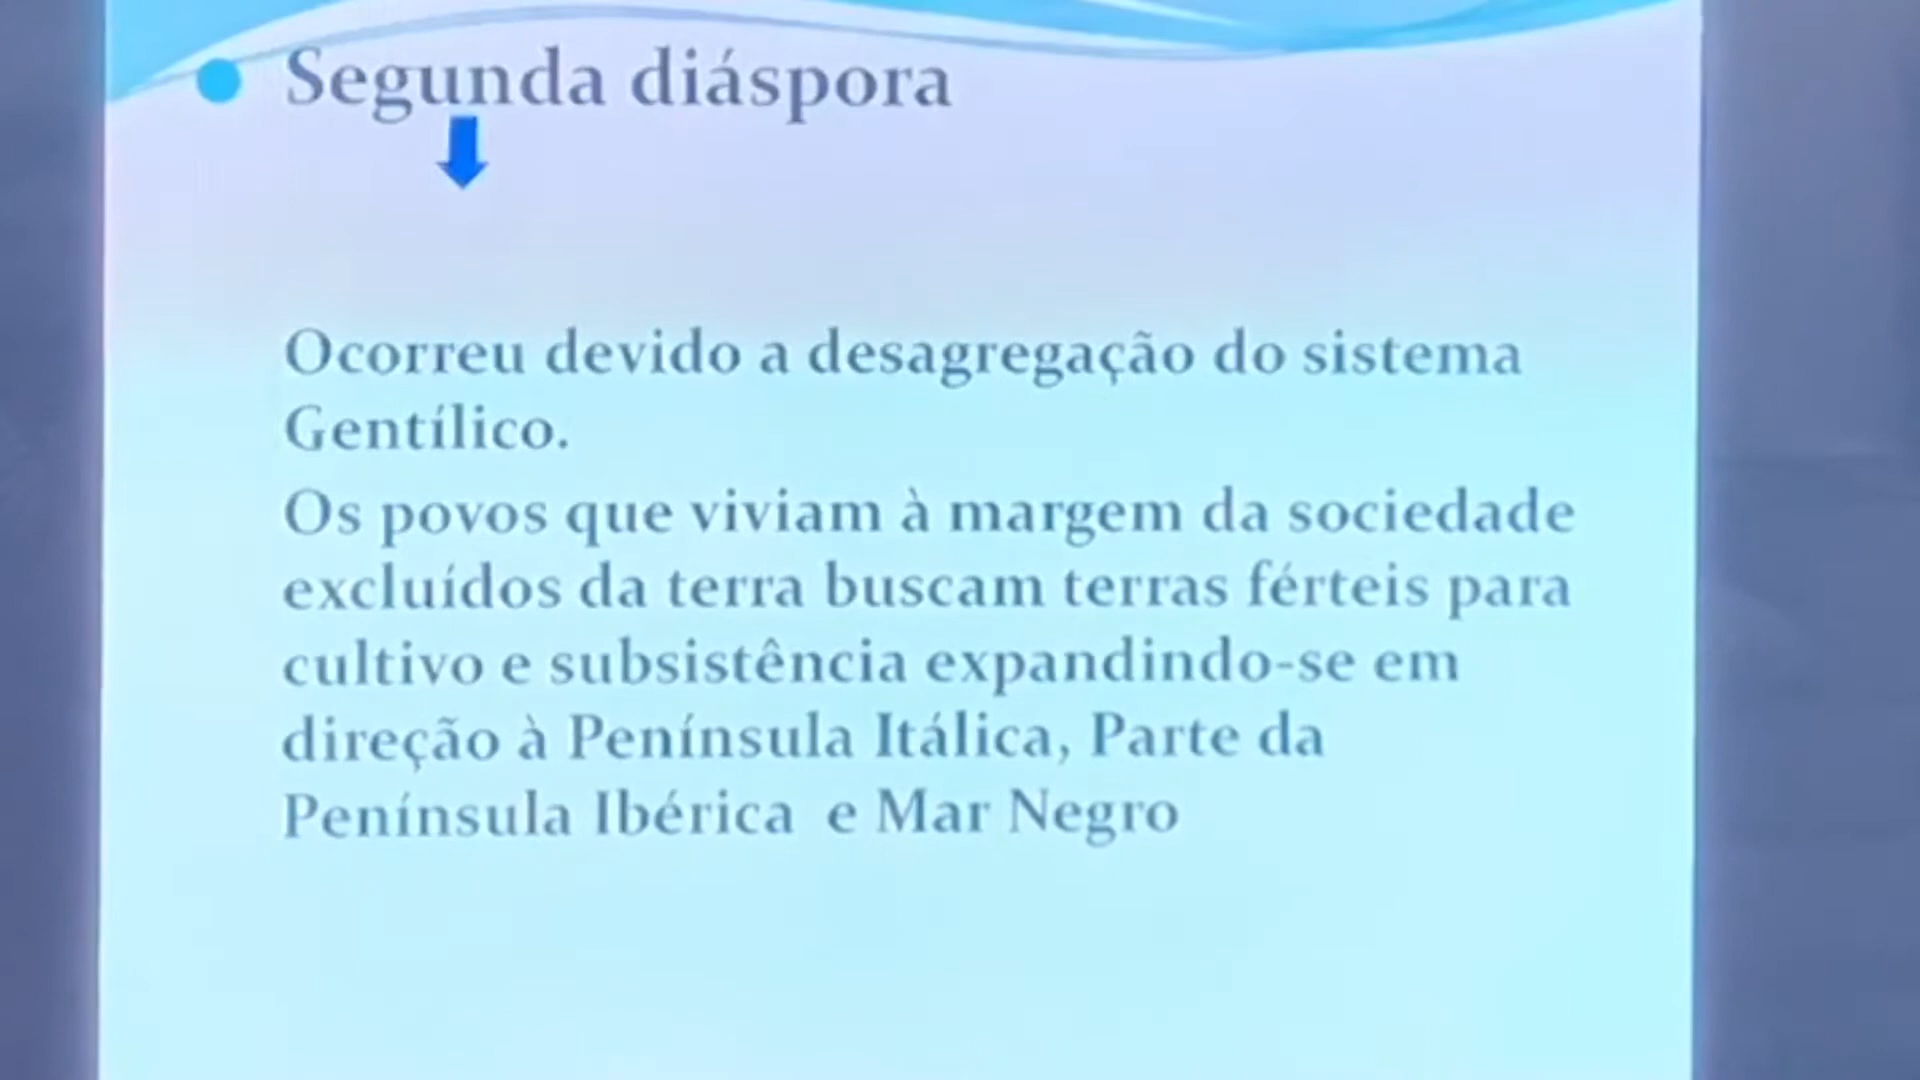 Segunda diáspora
Ocorreu devido a desagregação do sistema
Gentílico.
Os povos que viviam à margem da sociedade
excluídos da terra buscam terras férteis para
cultivo e subsistência expandindo-se em
direção à Península Itálica, Parte da
Península Ibérica e Mar Negro